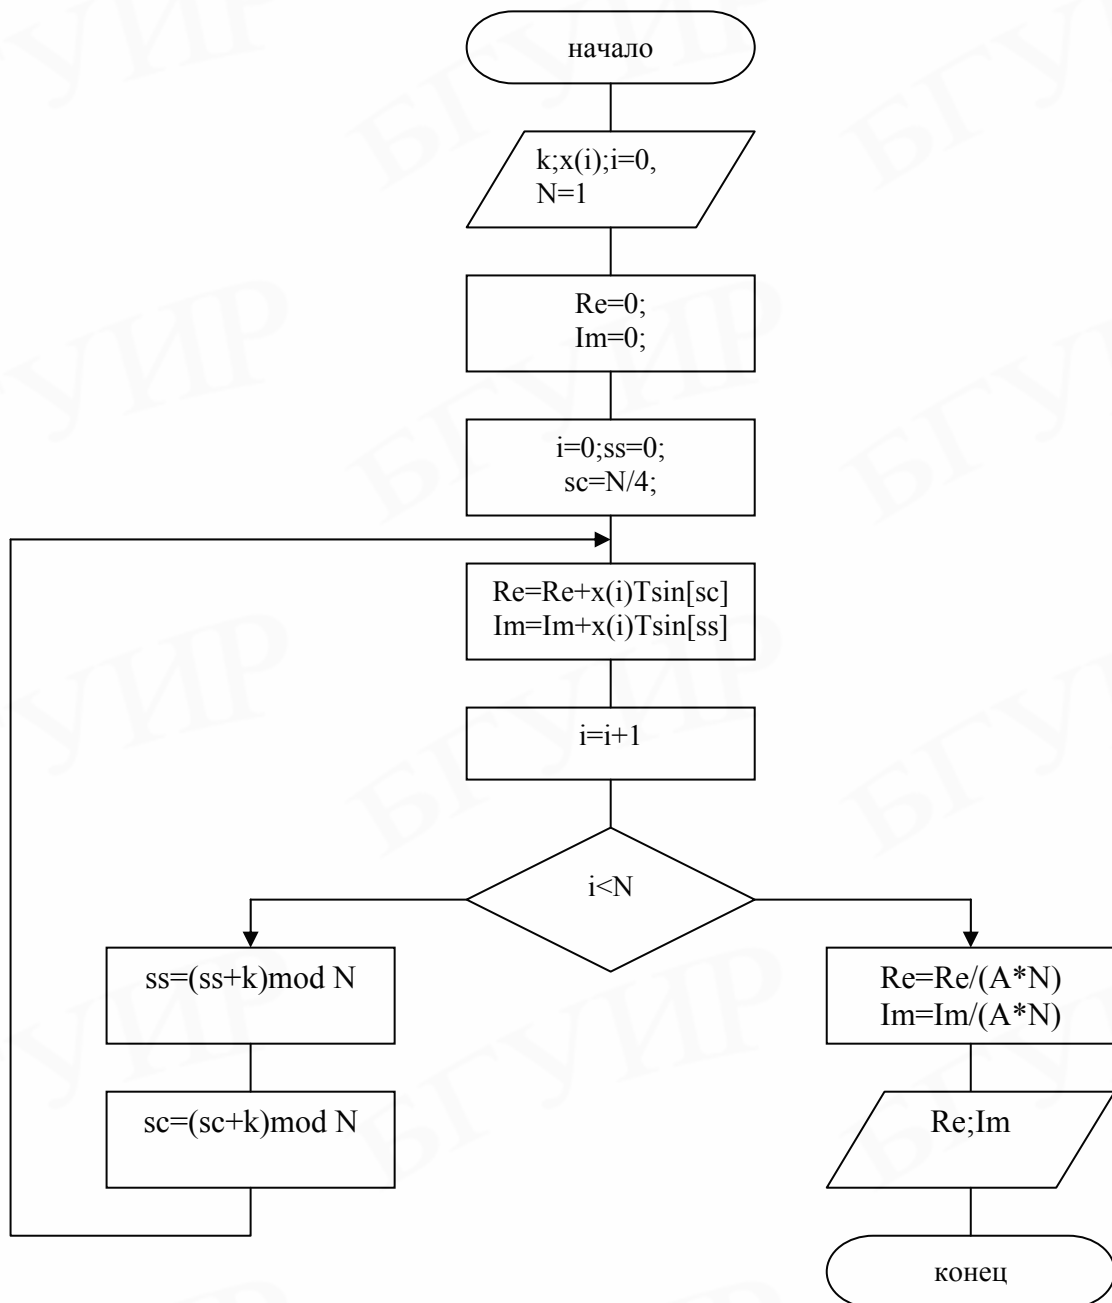 начало
k;x(i);i=0,
N=1
Re=0;
Im=0;
i=0;ss=0;
sc=N/4;
Re=Re+x(i)Tsin[sc]
Im=Im+x(i)Tsin[ss]
i=i+1
i<N
ss=(ss+k)mod N
sc=(sc+k)mod N
Re=Re/(A*N)
Im=Im/(A*N)
Re;Im
конец
БГУИР